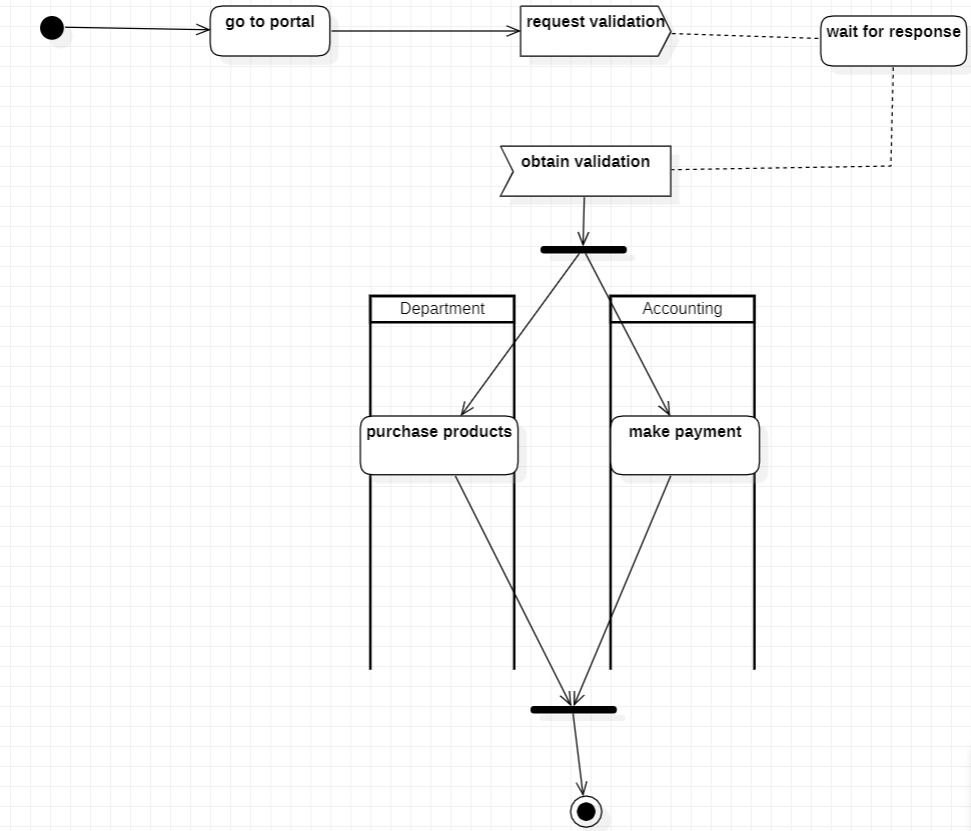 go to portal
request validation
wait for response
obtain validation
Department
Accounting
purchase products
make payment